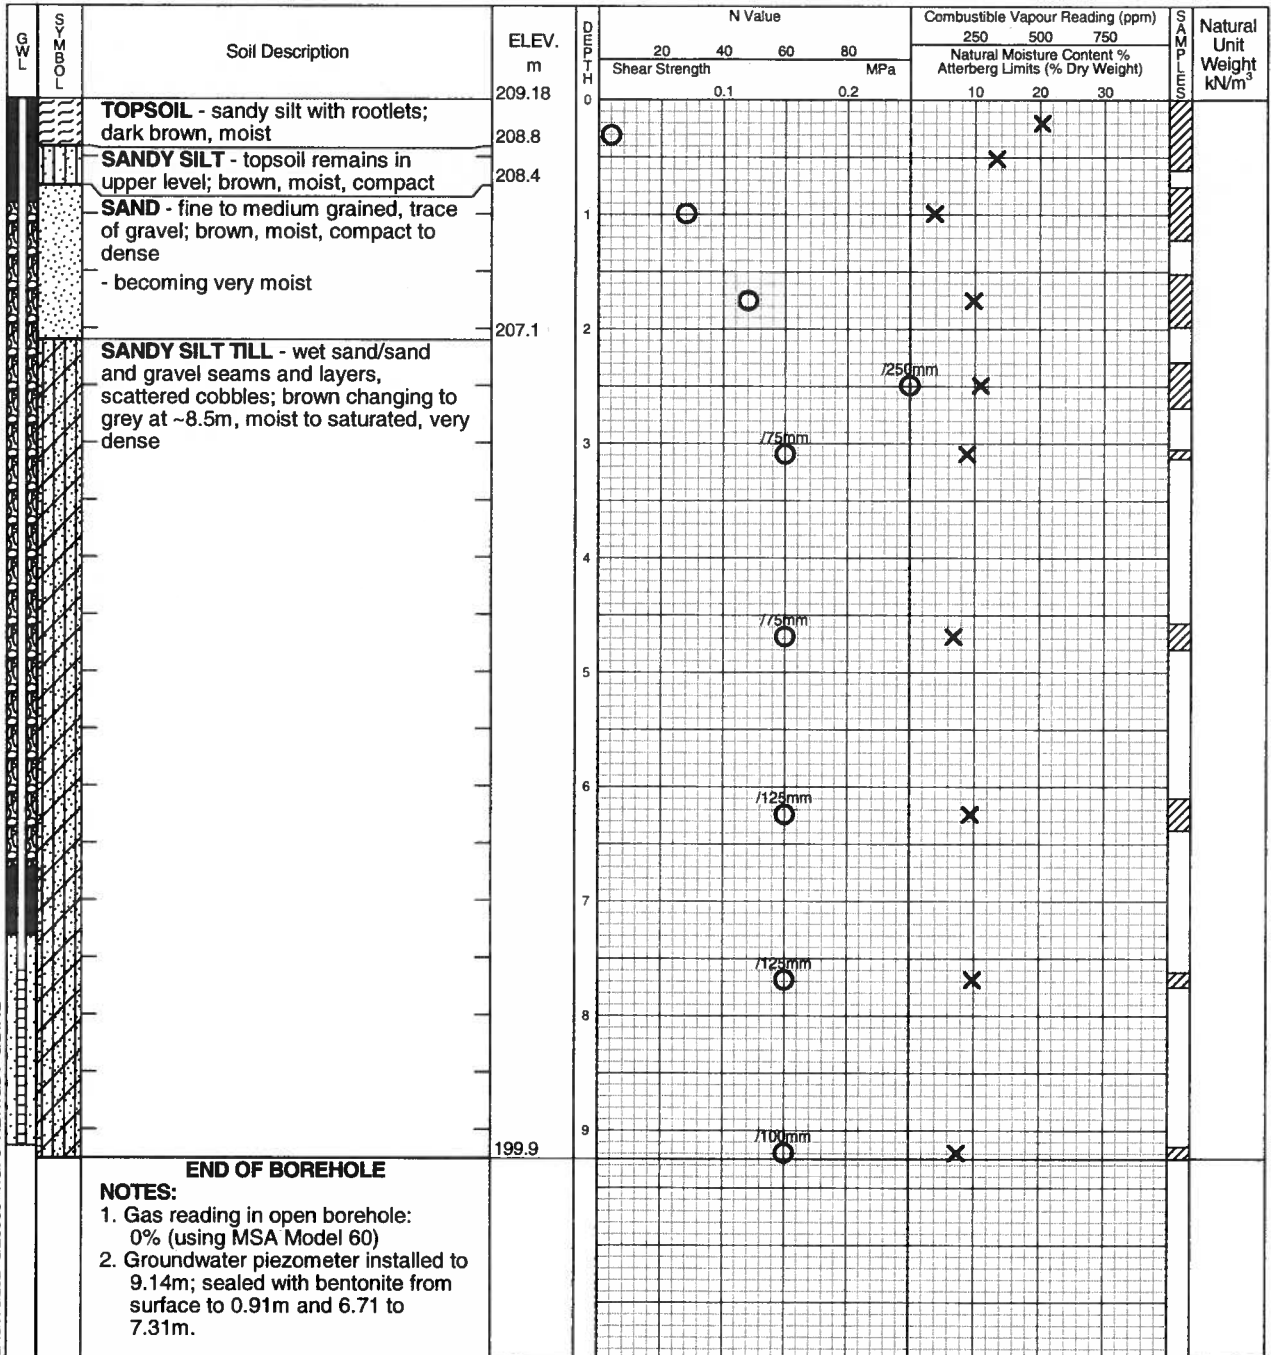 GWL
SYMBOL
Soil Description
ELEV.
m
DEPTH
N Value
20 40 60 80
Shear Strength MPa
0.1 0.2
Combustible Vapour Reading (ppm)
250 500 750
Natural Moisture Content %
Atterberg Limits (% Dry Weight)
10 20 30
SAMPLES
Natural
Unit
Weight
kN/m³
209.18
0
TOPSOIL - sandy silt with rootlets;
dark brown, moist
208.8
SANDY SILT - topsoil remains in
upper level; brown, moist, compact
208.4
SAND - fine to medium grained, trace
of gravel; brown, moist, compact to
dense
1
- becoming very moist
207.1
2
SANDY SILT TILL - wet sand/sand
and gravel seams and layers,
scattered cobbles; brown changing to
grey at ~8.5m, moist to saturated, very
dense
/250mm
3
/75mm
4
/75mm
5
6
/125mm
7
/125mm
8
9
/100mm
199.9
END OF BOREHOLE
NOTES:
1. Gas reading in open borehole:
0% (using MSA Model 60)
2. Groundwater piezometer installed to
9.14m; sealed with bentonite from
surface to 0.91m and 6.71 to
7.31m.